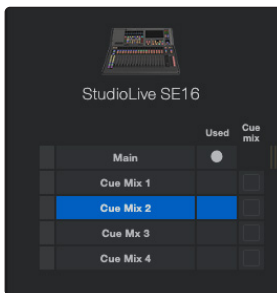 StudioLive SE16
Used Cue
mix
Main
Cue Mix 1
Cue Mix 2
Cue Mx 3
Cue Mix 4